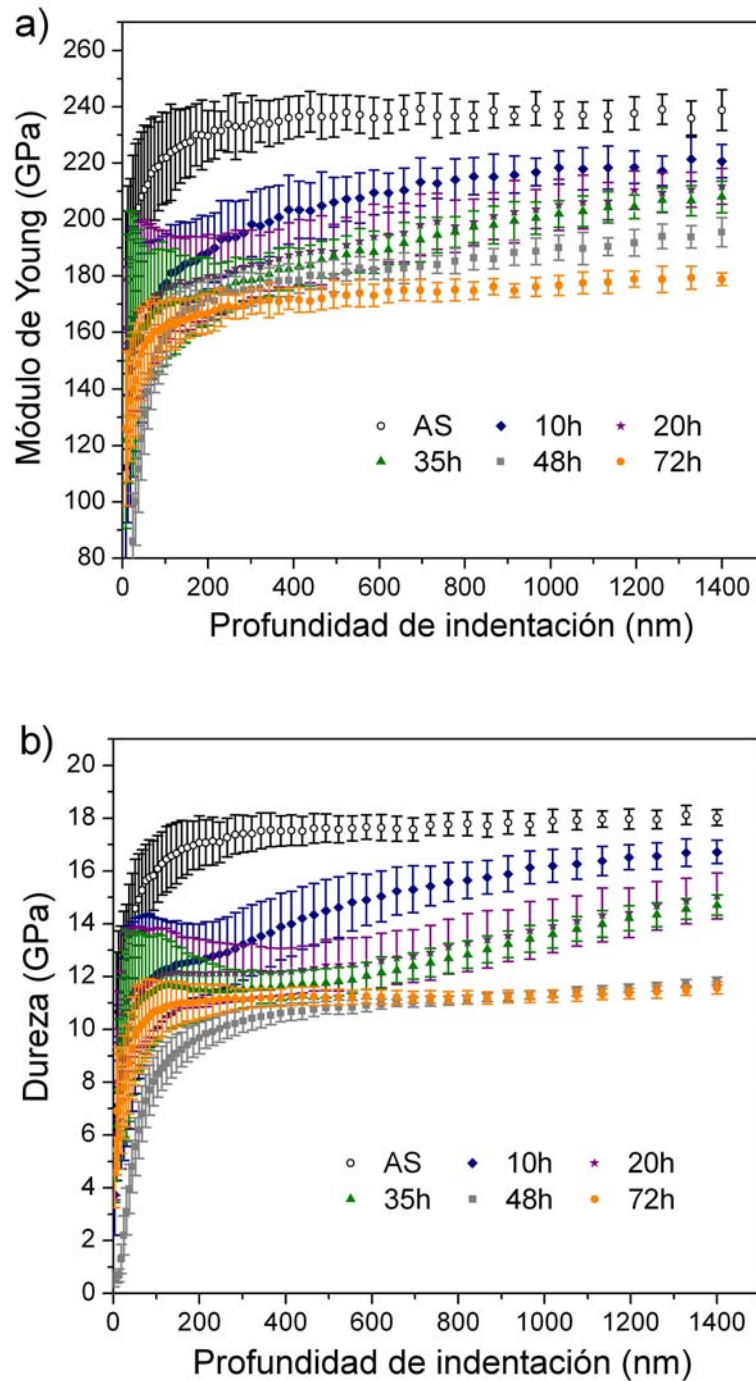 a)
260
240
220
200
180
160
140
120
100
80
Módulo de Young (GPa)
AS 10h 20h
35h 48h 72h
0 200 400 600 800 1000 1200 1400
Profundidad de indentación (nm)
b)
20
18
16
14
12
10
8
6
4
2
0
Dureza (GPa)
AS 10h 20h
35h 48h 72h
0 200 400 600 800 1000 1200 1400
Profundidad de indentación (nm)